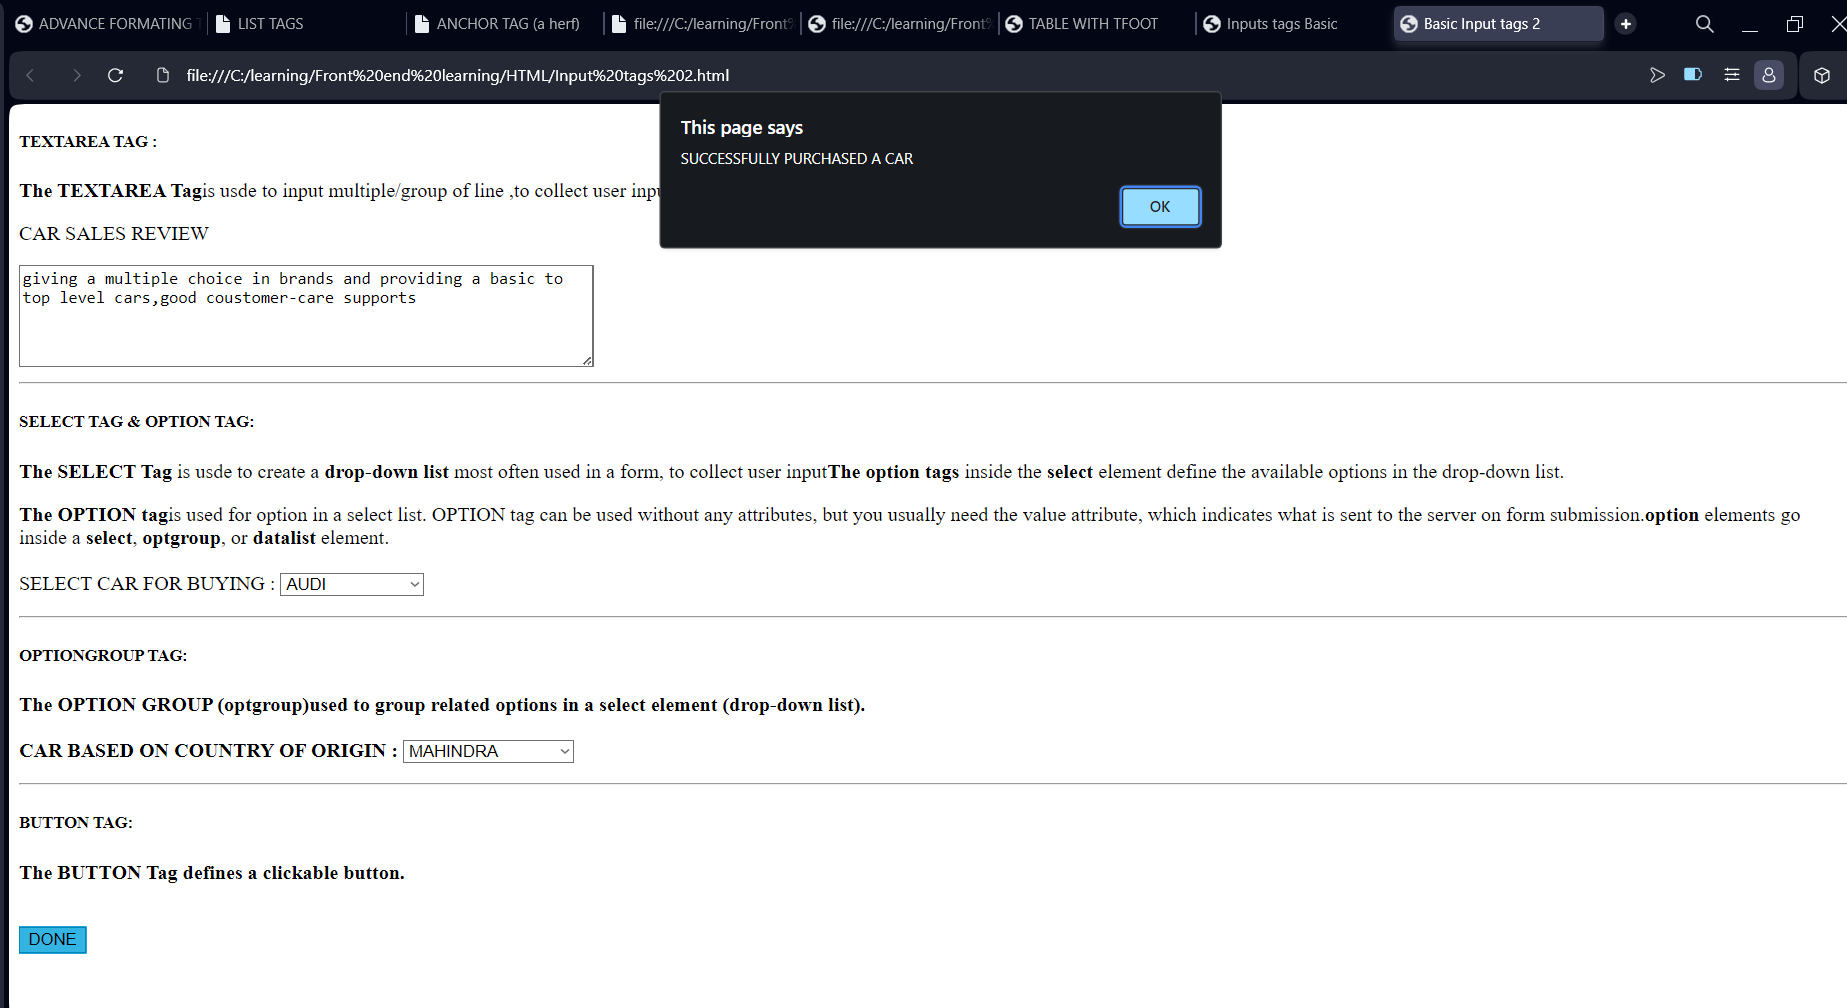 ADVANCE FORMATING
LIST TAGS
ANCHOR TAG (a herf)
file:///C:/learning/Front%
file:///C:/learning/Front%
TABLE WITH TFOOT
Inputs tags Basic
Basic Input tags 2
file:///C:/learning/Front%20end%20learning/HTML/Input%20tags%202.html
This page says
SUCCESSFULLY PURCHASED A CAR
OK
TEXTAREA TAG :
The TEXTAREA Tagis usde to input multiple/group of line ,to collect user inpu
CAR SALES REVIEW
giving a multiple choice in brands and providing a basic to
top level cars,good coustomer-care supports
SELECT TAG & OPTION TAG:
The SELECT Tag is usde to create a drop-down list most often used in a form, to collect user inputThe option tags inside the select element define the available options in the drop-down list.
The OPTION tagis used for option in a select list. OPTION tag can be used without any attributes, but you usually need the value attribute, which indicates what is sent to the server on form submission.option elements go
inside a select, optgroup, or datalist element.
SELECT CAR FOR BUYING : AUDI
OPTIONGROUP TAG:
The OPTION GROUP (optgroup)used to group related options in a select element (drop-down list).
CAR BASED ON COUNTRY OF ORIGIN : MAHINDRA
BUTTON TAG:
The BUTTON Tag defines a clickable button.
DONE